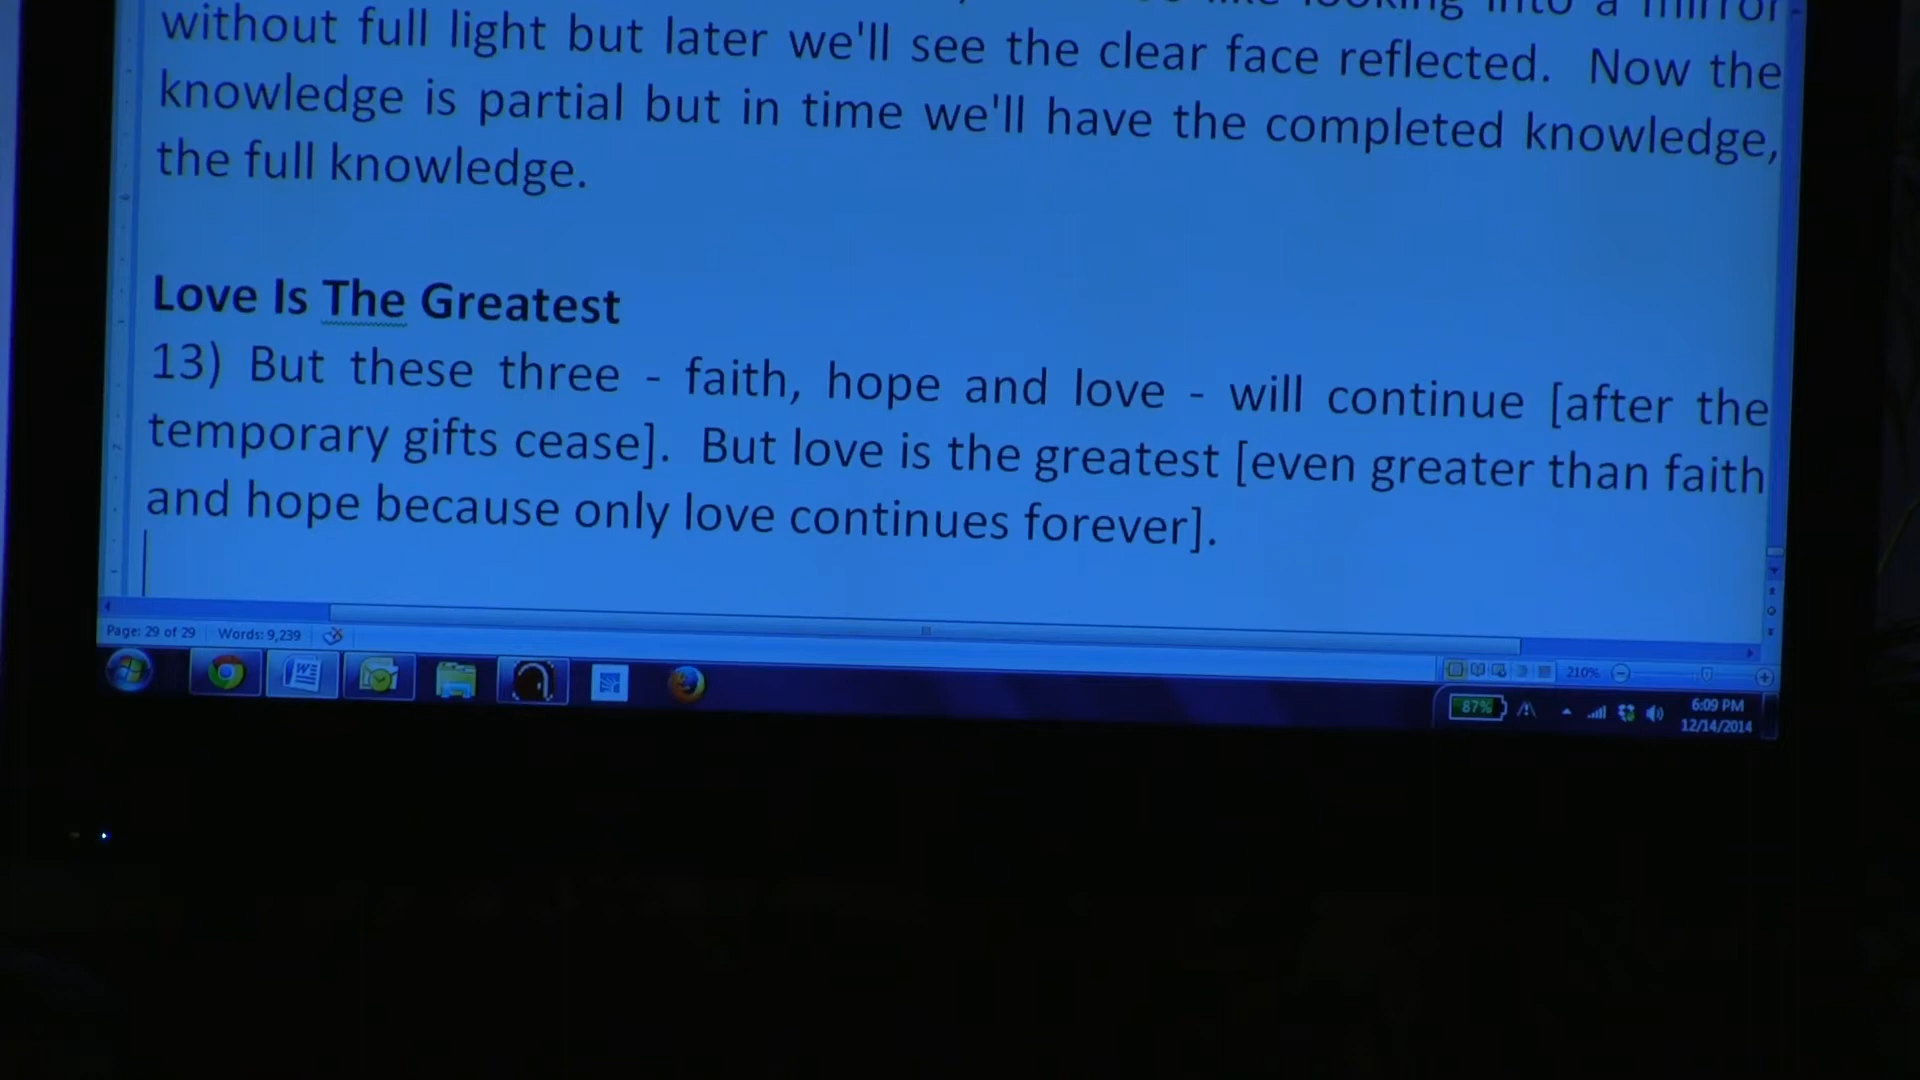 looking into a mirror
without full light but later we'll see the clear face reflected. Now the
knowledge is partial but in time we'll have the completed knowledge,
the full knowledge.
Love Is The Greatest
13) But these three - faith, hope and love - will continue [after the
temporary gifts cease]. But love is the greatest [even greater than faith
and hope because only love continues forever].
Page: 29 of 29 Words: 9,239
210%
87%
6:09 PM
12/14/2014